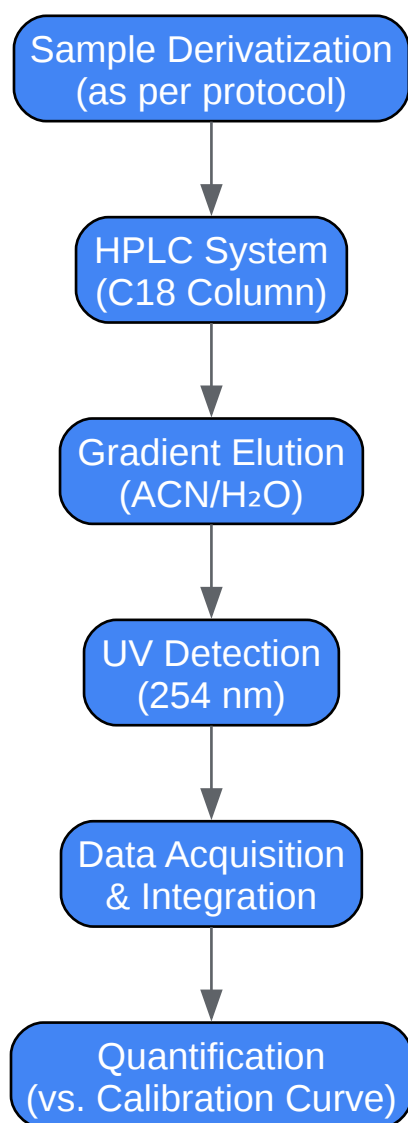 Sample Derivatization
(as per protocol)
HPLC System
(C18 Column)
Gradient Elution
(ACN/H₂O)
UV Detection
(254 nm)
Data Acquisition
& Integration
Quantification
(vs. Calibration Curve)